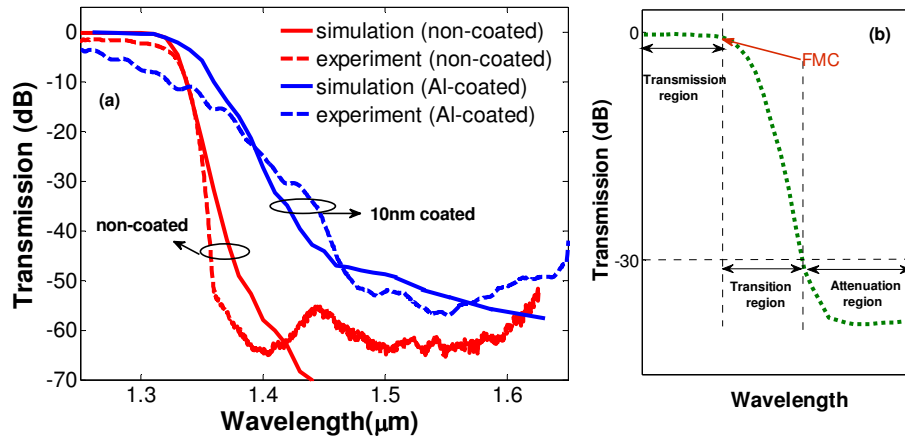 0
-10
-20
-30
-40
-50
-60
-70
1.3
1.4
1.5
1.6
Transmission (dB)
Wavelength(μm)
(a)
simulation (non-coated)
experiment (non-coated)
simulation (Al-coated)
experiment (Al-coated)
non-coated
10nm coated
(b)
0
-30
(dB)
Transmission
Wavelength
FMC
Transmission
region
Transition
region
Attenuation
region